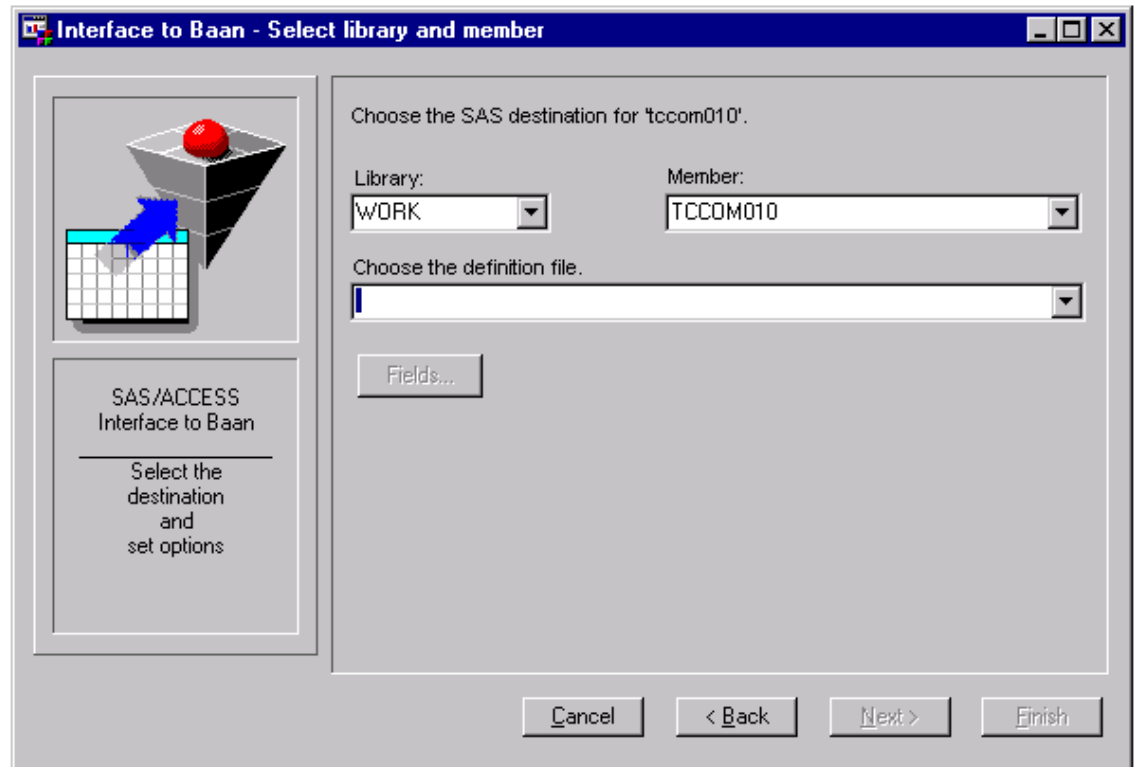 Interface to Baan - Select library and member
Choose the SAS destination for 'tccom010'.
Library:
Member:
WORK
TCCOM010
Choose the definition file.
Fields...
SAS/ACCESS
Interface to Baan
Select the
destination
and
set options
Cancel
< Back
Next >
Finish